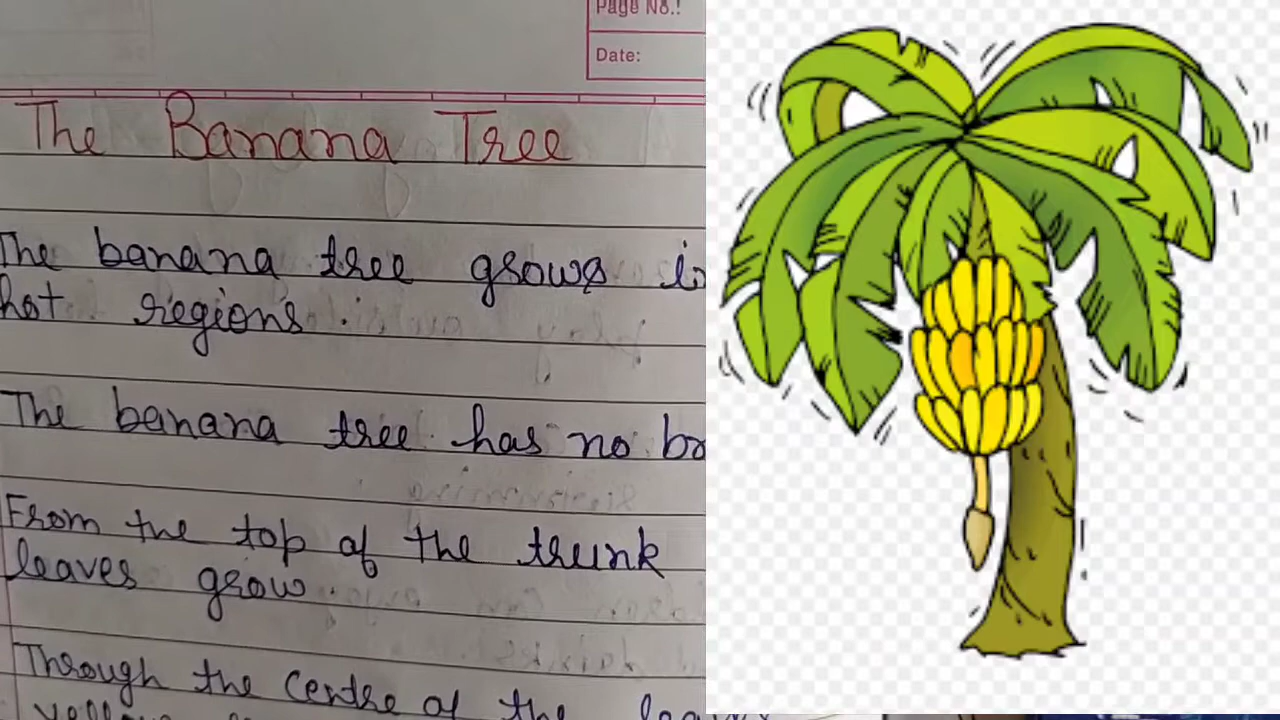 Page No.:
Date:
The Banana Tree
The banana tree grows in
hot regions.
The banana tree has no
From the top of the trunk
leaves grow.
Through the centre of the